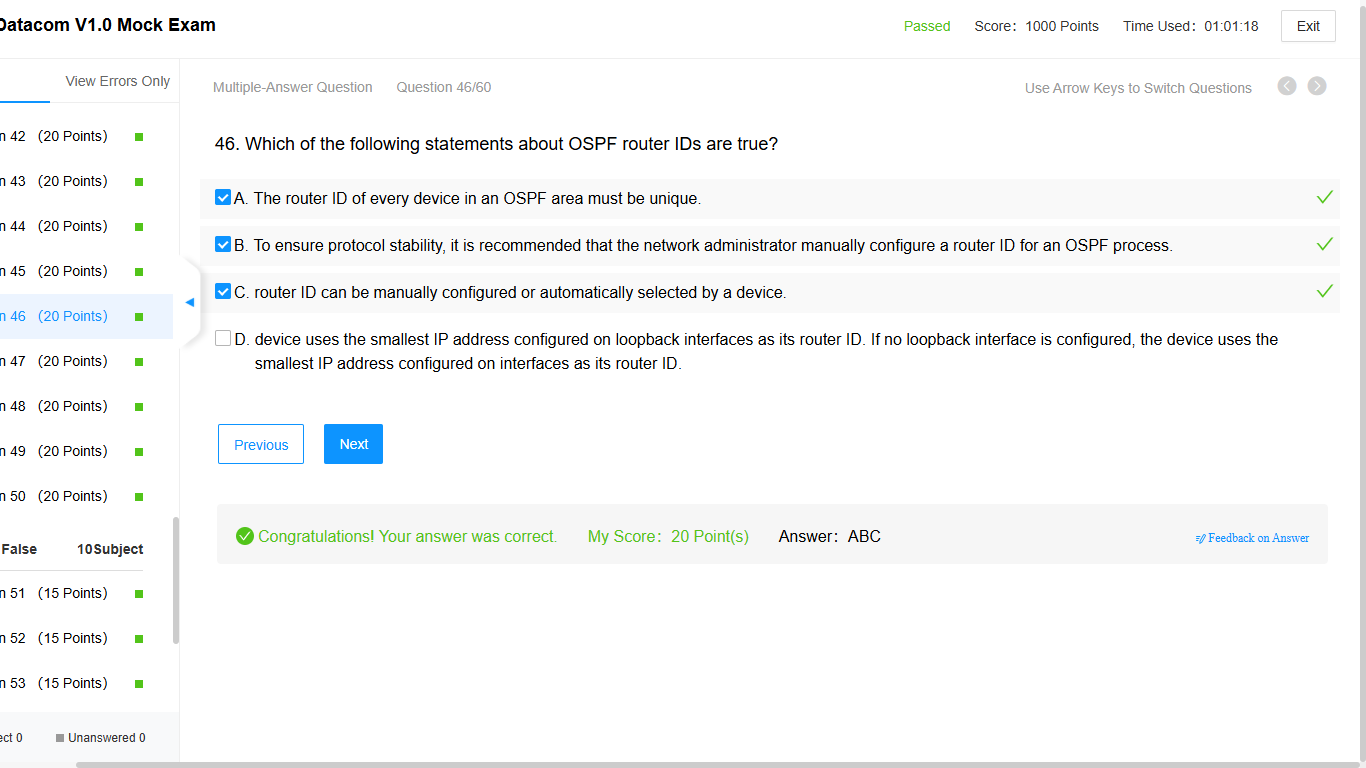 Datacom V1.0 Mock Exam
Passed Score：1000 Points Time Used：01:01:18 Exit
View Errors Only
Multiple-Answer Question Question 46/60
Use Arrow Keys to Switch Questions
n 42 (20 Points)
n 43 (20 Points)
n 44 (20 Points)
n 45 (20 Points)
n 46 (20 Points)
n 47 (20 Points)
n 48 (20 Points)
n 49 (20 Points)
n 50 (20 Points)
False 10Subject
n 51 (15 Points)
n 52 (15 Points)
n 53 (15 Points)
ect 0 Unanswered 0
46. Which of the following statements about OSPF router IDs are true?
A. The router ID of every device in an OSPF area must be unique.
B. To ensure protocol stability, it is recommended that the network administrator manually configure a router ID for an OSPF process.
C. router ID can be manually configured or automatically selected by a device.
D. device uses the smallest IP address configured on loopback interfaces as its router ID. If no loopback interface is configured, the device uses the
smallest IP address configured on interfaces as its router ID.
Previous Next
Congratulations! Your answer was correct. My Score：20 Point(s) Answer：ABC
Feedback on Answer